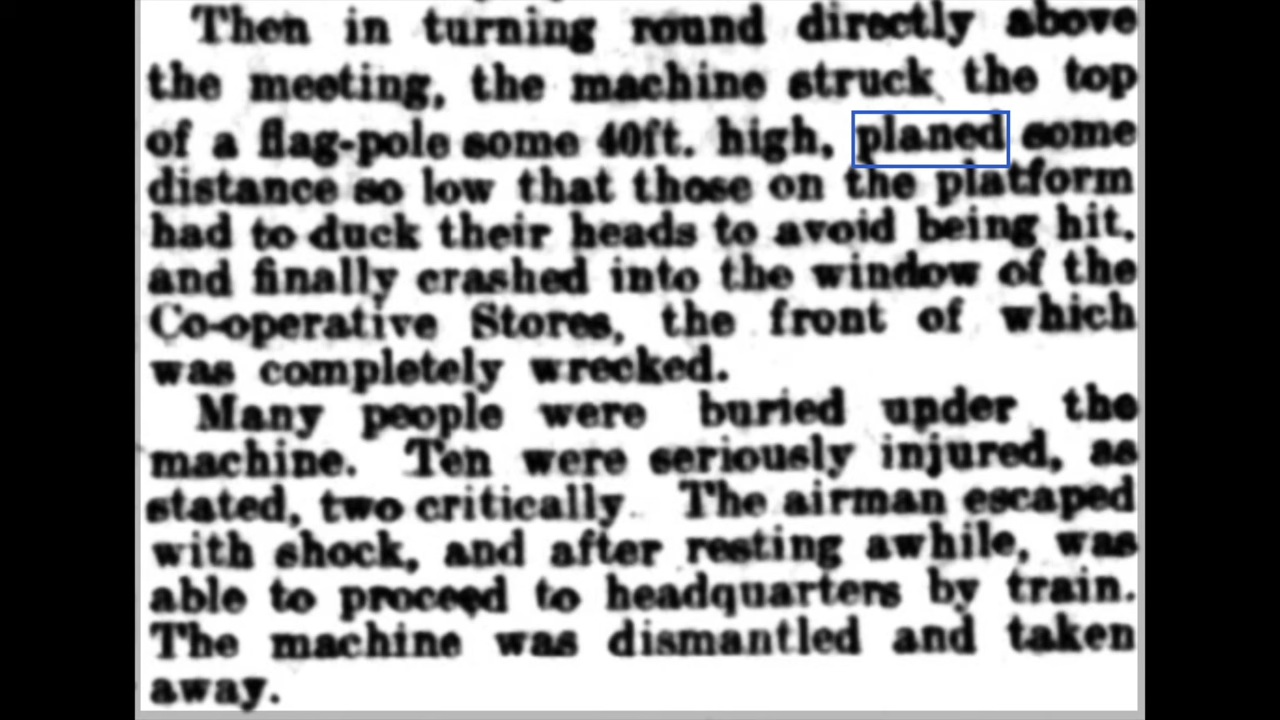 Then in turning round directly above
the meeting, the machine struck the top
of a flag-pole some 40ft. high, planed some
distance so low that those on the platform
had to duck their heads to avoid being hit,
and finally crashed into the window of the
Co-operative Stores, the front of which
was completely wrecked.
Many people were buried under the
machine. Ten were seriously injured, as
stated, two critically. The airman escaped
with shock, and after resting awhile, was
able to proceed to headquarters by train.
The machine was dismantled and taken
away.